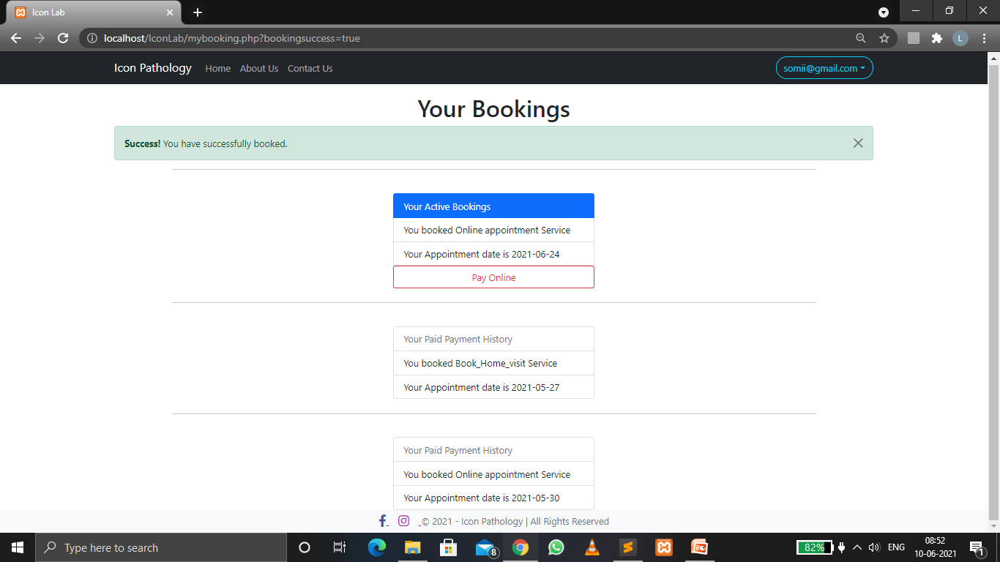 Icon Lab
localhost/IconLab/mybooking.php?bookingsuccess=true
L
Icon Pathology Home About Us Contact Us somii@gmail.com
Your Bookings
Success! You have successfully booked.
Your Active Bookings
You booked Online appointment Service
Your Appointment date is 2021-06-24
Pay Online
Your Paid Payment History
You booked Book_Home_visit Service
Your Appointment date is 2021-05-27
Your Paid Payment History
You booked Online appointment Service
Your Appointment date is 2021-05-30
© 2021 - Icon Pathology | All Rights Reserved
Type here to search
8
82%
ENG
08:52
10-06-2021
1